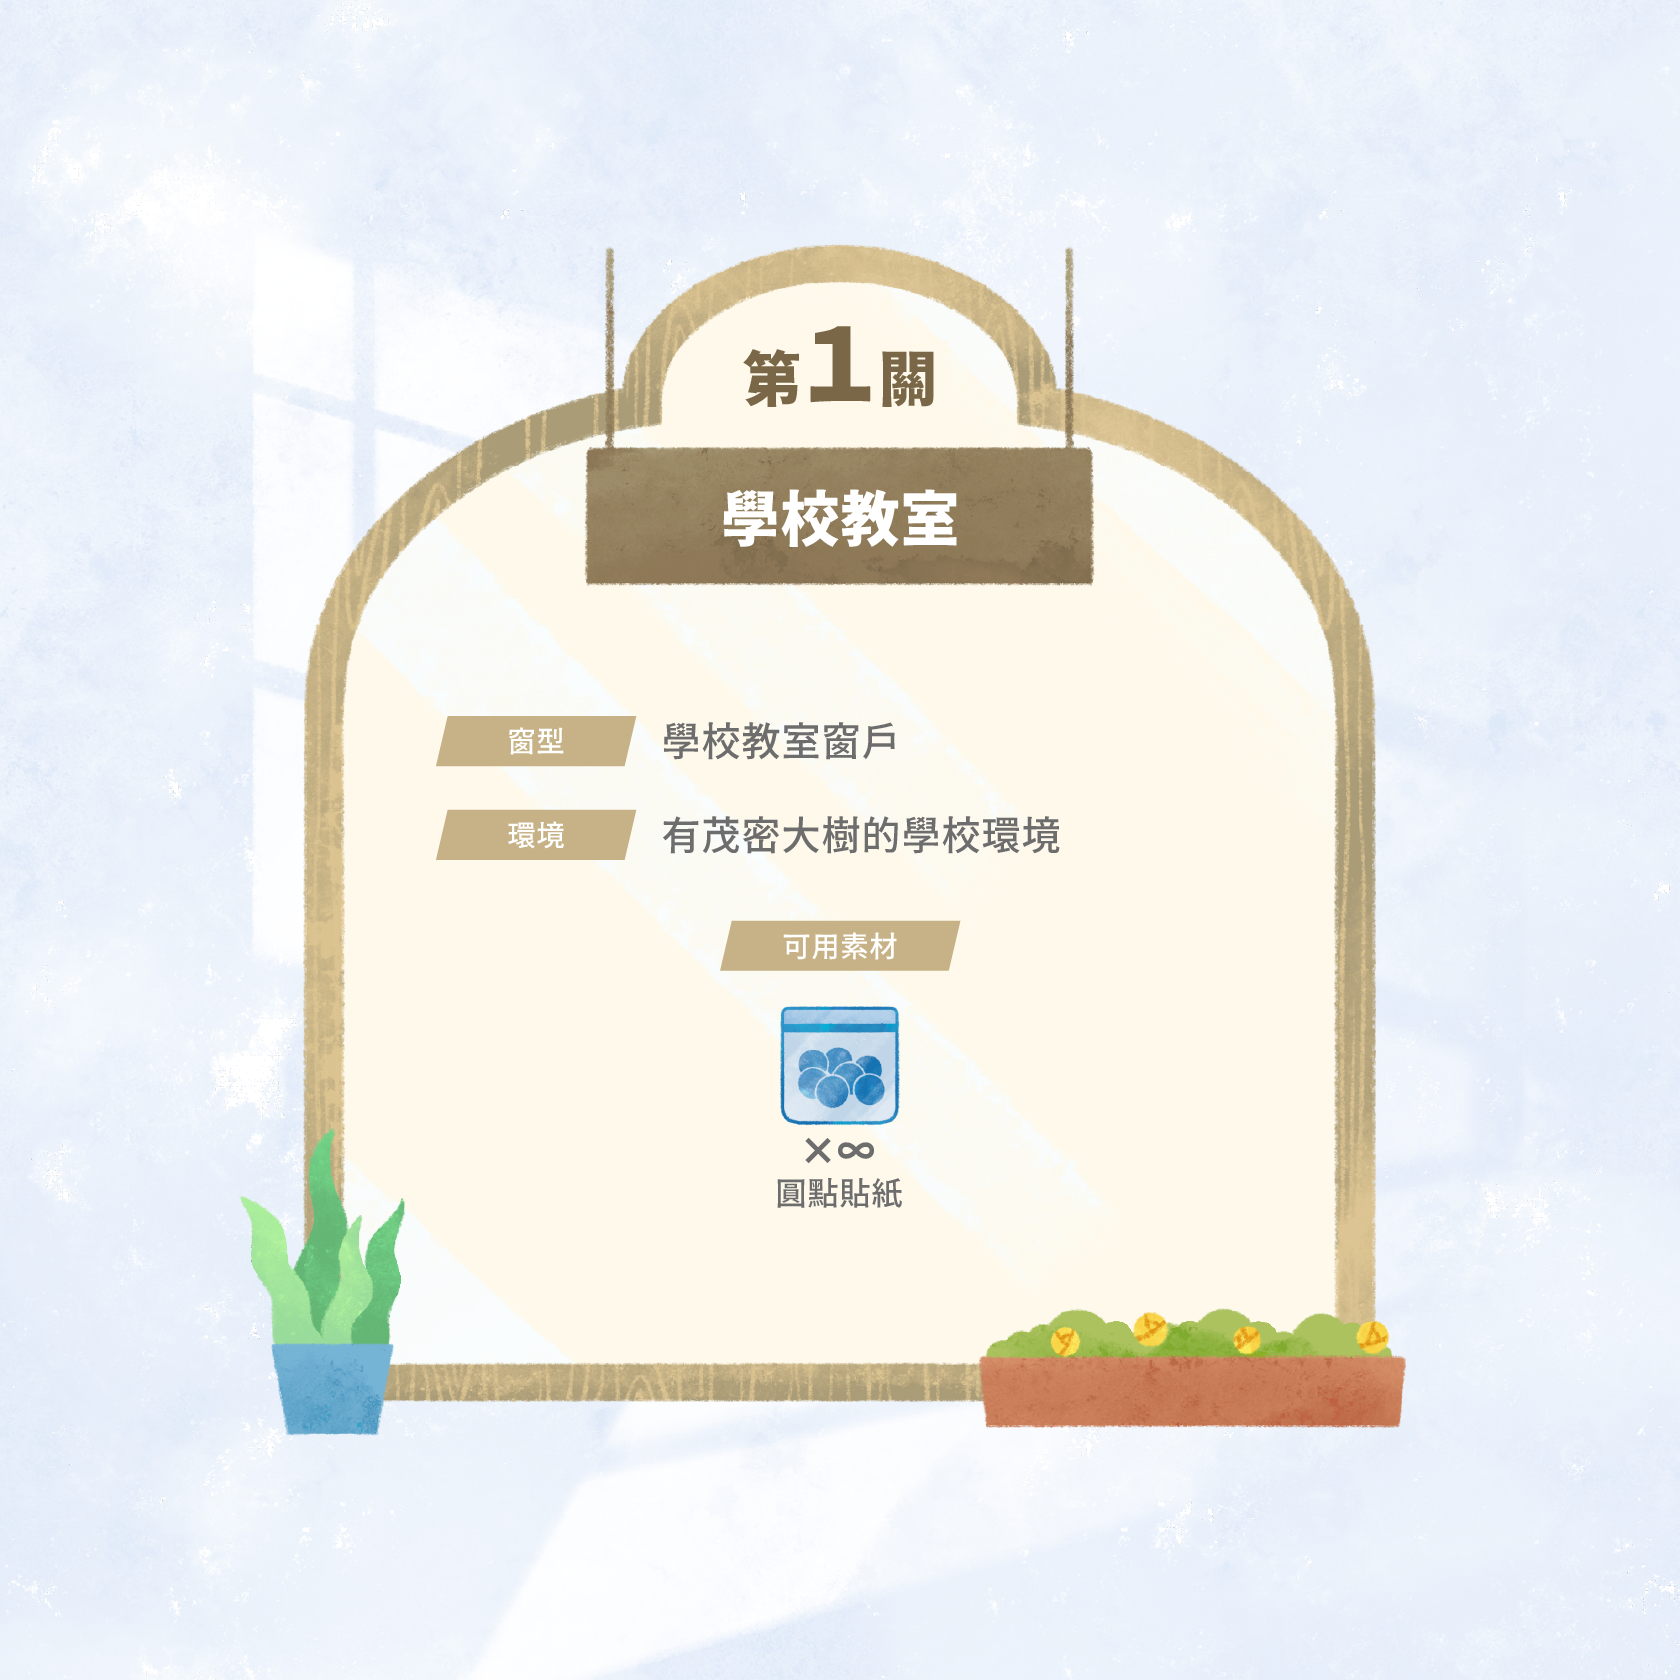 第1關
學校教室
窗型 學校教室窗戶
環境 有茂密大樹的學校環境
可用素材
×∞
圓點貼紙